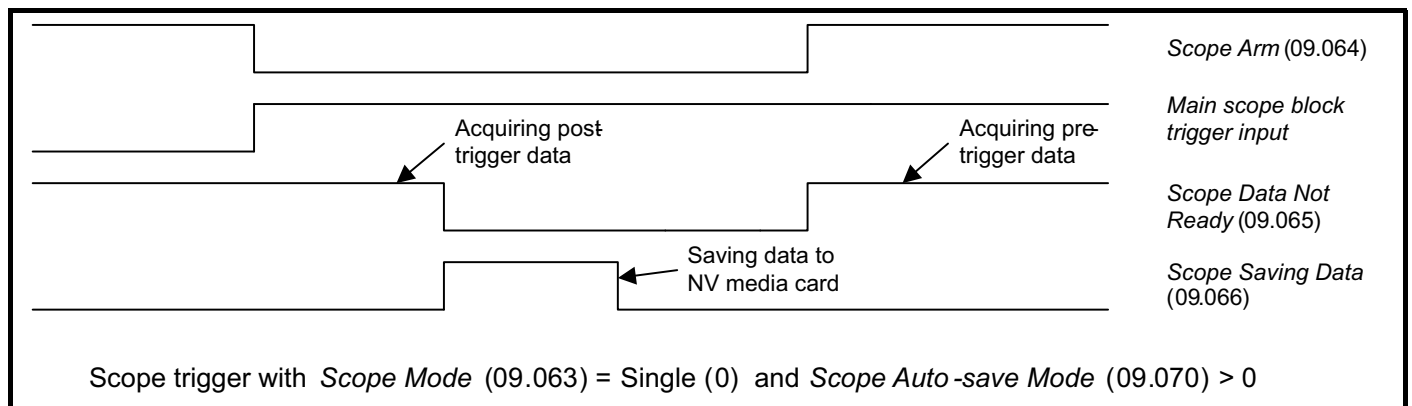 Scope Arm (09.064)
Main scope block
trigger input
Acquiring post-
trigger data
Acquiring pre-
trigger data
Scope Data Not
Ready (09.065)
Saving data to
NV media card
Scope Saving Data
(09.066)
Scope trigger with Scope Mode (09.063) = Single (0) and Scope Auto-save Mode (09.070) > 0